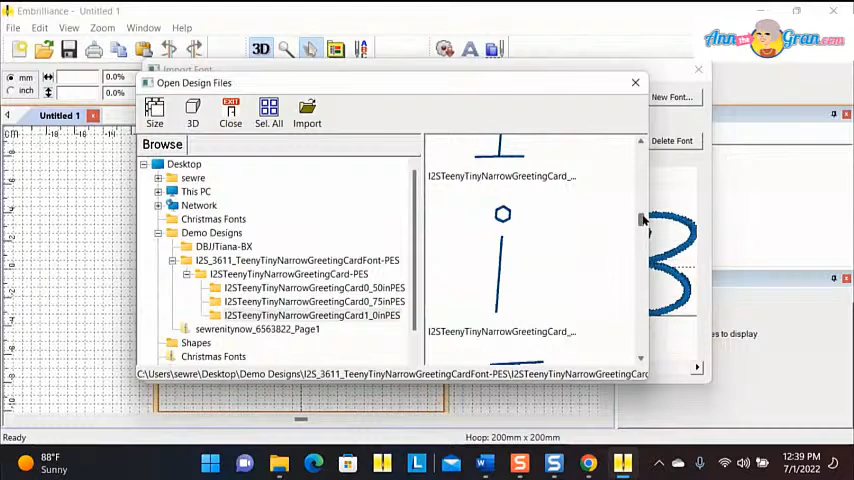 Embrilliance - Untitled 1
AnntheGran.com
File Edit View Zoom Window Help
3D
mm 0.0%
inch 0.0%
Import Font
New Font...
Delete Font
Open Design Files
Size 3D Close Sel. All Import
EXIT
Browse
Desktop
sewre
This PC
Network
Christmas Fonts
Demo Designs
DBJJTiana-BX
I2S_3611_TeenyTinyNarrowGreetingCardFont-PES
I2STeenyTinyNarrowGreetingCard-PES
I2STeenyTinyNarrowGreetingCard0_50inPES
I2STeenyTinyNarrowGreetingCard0_75inPES
I2STeenyTinyNarrowGreetingCard1_0inPES
sewrenitynow_6563822_Page1
Shapes
Christmas Fonts
I2STeenyTinyNarrowGreetingCard_...
I2STeenyTinyNarrowGreetingCard_...
C:\Users\sewre\Desktop\Demo Designs\I2S_3611_TeenyTinyNarrowGreetingCardFont-PES\I2STeenyTinyNarrowGreetingCard
Untitled 1
cm
es to display
Ready
Hoop: 200mm x 200mm
88°F
Sunny
12:39 PM
7/1/2022